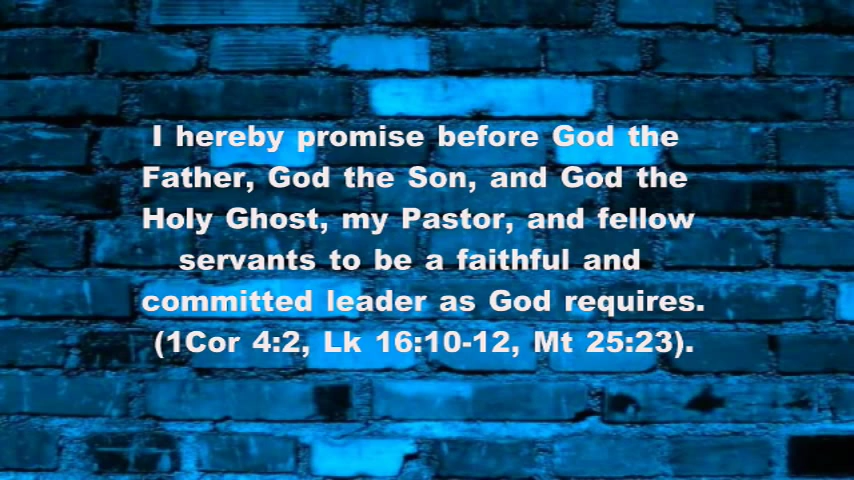 I hereby promise before God the
Father, God the Son, and God the
Holy Ghost, my Pastor, and fellow
servants to be a faithful and
committed leader as God requires.
(1Cor 4:2, Lk 16:10-12, Mt 25:23).